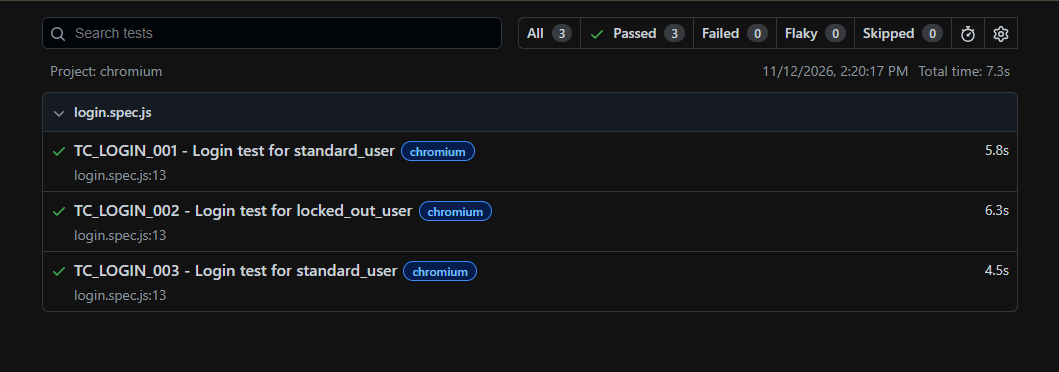 Search tests
All 3 Passed 3 Failed 0 Flaky 0 Skipped 0
Project: chromium
11/12/2026, 2:20:17 PM Total time: 7.3s
login.spec.js
TC_LOGIN_001 - Login test for standard_user chromium 5.8s
login.spec.js:13
TC_LOGIN_002 - Login test for locked_out_user chromium 6.3s
login.spec.js:13
TC_LOGIN_003 - Login test for standard_user chromium 4.5s
login.spec.js:13